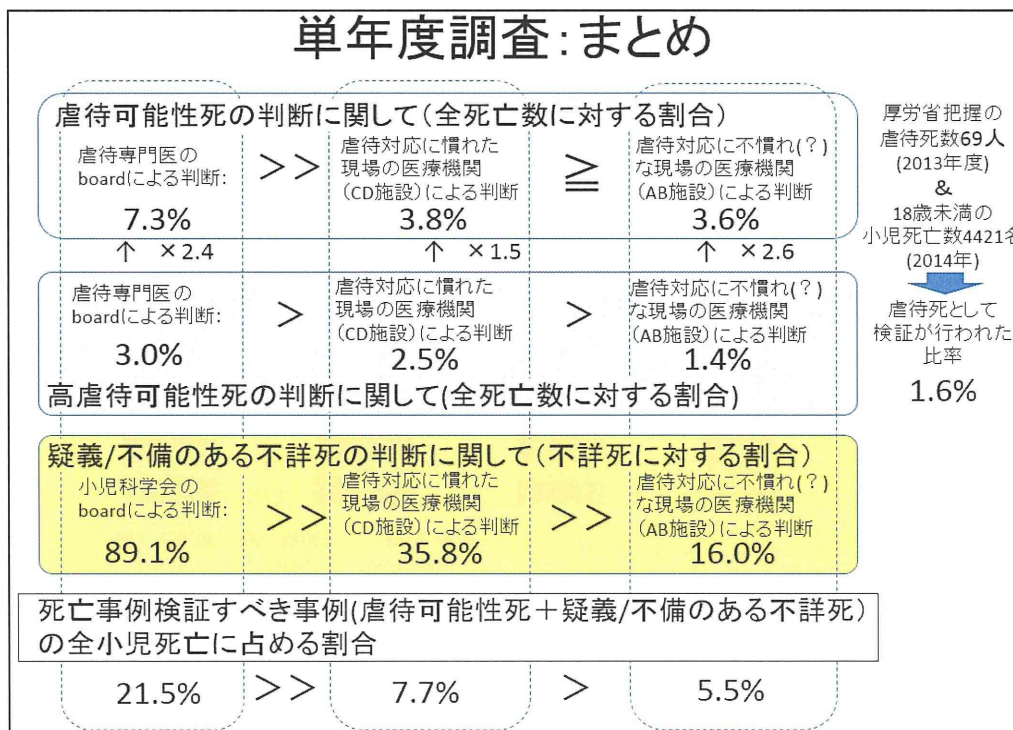 単年度調査：まとめ
虐待可能性死の判断に関して（全死亡数に対する割合）
虐待専門医の
boardによる判断：
7.3%
>>
虐待対応に慣れた
現場の医療機関
（CD施設）による判断
3.8%
≧
虐待対応に不慣れ(？)
な現場の医療機関
（AB施設）による判断
3.6%
↑ ×2.4
↑ ×1.5
↑ ×2.6
虐待専門医の
boardによる判断：
3.0%
>
虐待対応に慣れた
現場の医療機関
（CD施設）による判断
2.5%
>
虐待対応に不慣れ(？)
な現場の医療機関
（AB施設）による判断
1.4%
高虐待可能性死の判断に関して(全死亡数に対する割合)
厚労省把握の
虐待死数69人
(2013年度)
&
18歳未満の
小児死亡数4421名
(2014年)
虐待死として
検証が行われた
比率
1.6%
疑義/不備のある不詳死の判断に関して（不詳死に対する割合）
小児科学会の
boardによる判断：
89.1%
>>
虐待対応に慣れた
現場の医療機関
（CD施設）による判断
35.8%
>>
虐待対応に不慣れ(？)
な現場の医療機関
（AB施設）による判断
16.0%
死亡事例検証すべき事例(虐待可能性死＋疑義/不備のある不詳死）
の全小児死亡に占める割合
21.5%
>>
7.7%
>
5.5%